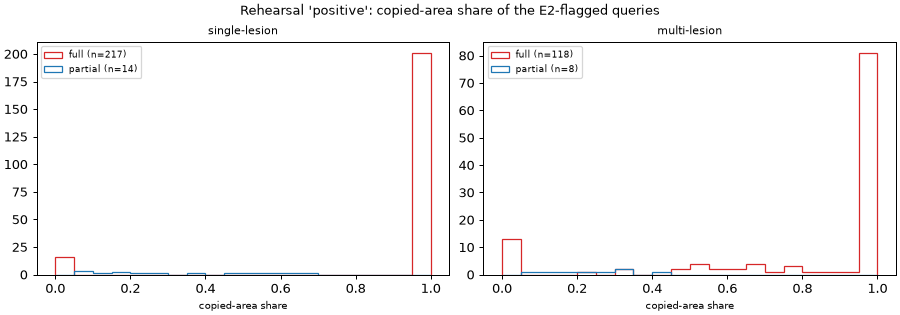 Rehearsal 'positive': copied-area share of the E2-flagged queries
single-lesion
200
175
150
125
100
75
50
25
0
full (n=217)
partial (n=14)
0.0 0.2 0.4 0.6 0.8 1.0
copied-area share
multi-lesion
80
70
60
50
40
30
20
10
0
full (n=118)
partial (n=8)
0.0 0.2 0.4 0.6 0.8 1.0
copied-area share